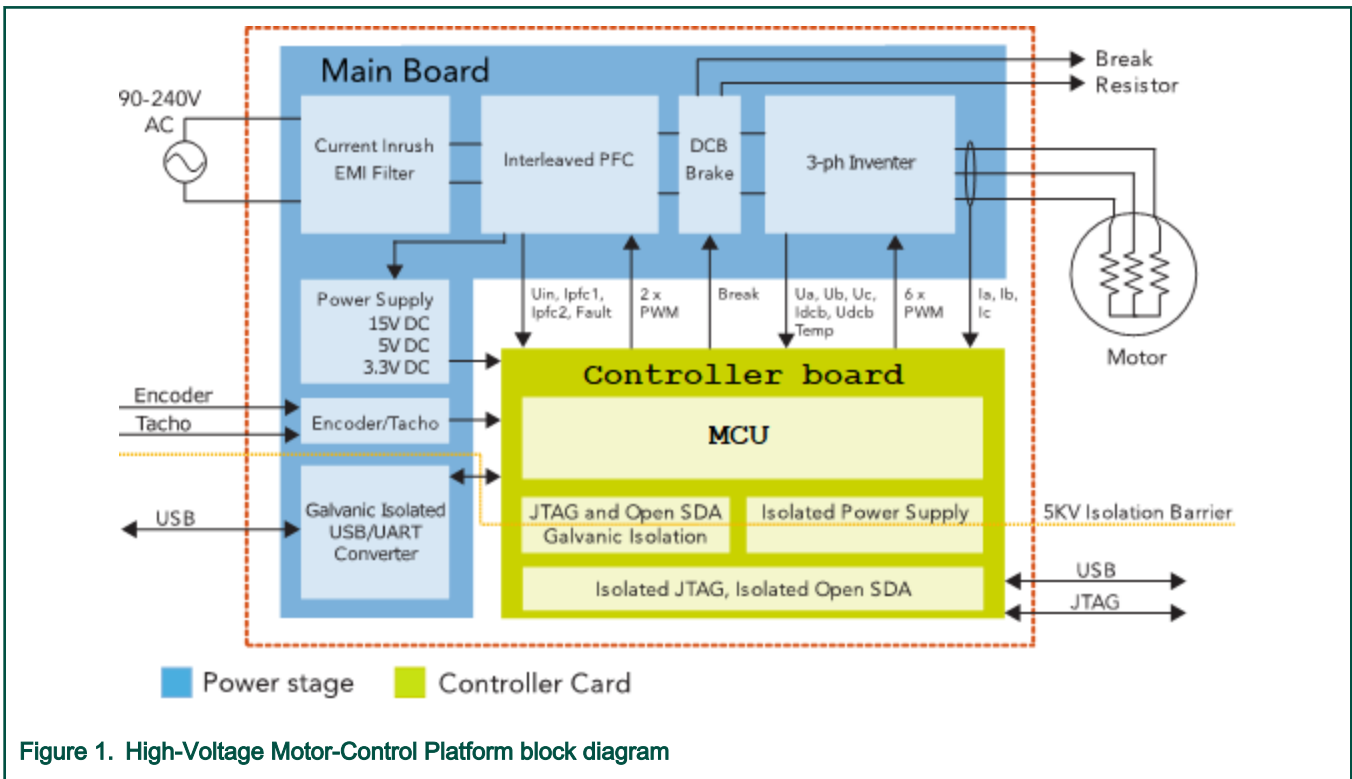 Main Board
Break
Resistor
90-240V
AC
Current Inrush
EMI Filter
Interleaved PFC
DCB
Brake
3-ph Inventer
Power Supply
15V DC
5V DC
3.3V DC
Uin, Ipfc1,
Ipfc2, Fault
2 x
PWM
Break
Ua, Ub, Uc,
Idcb, Udcb
Temp
6 x
PWM
Ia, Ib,
Ic
Motor
Controller board
Encoder
Tacho
Encoder/Tacho
MCU
USB
Galvanic Isolated
USB/UART
Converter
JTAG and Open SDA
Galvanic Isolation
Isolated Power Supply
5KV Isolation Barrier
Isolated JTAG, Isolated Open SDA
USB
JTAG
Power stage
Controller Card
Figure 1. High-Voltage Motor-Control Platform block diagram